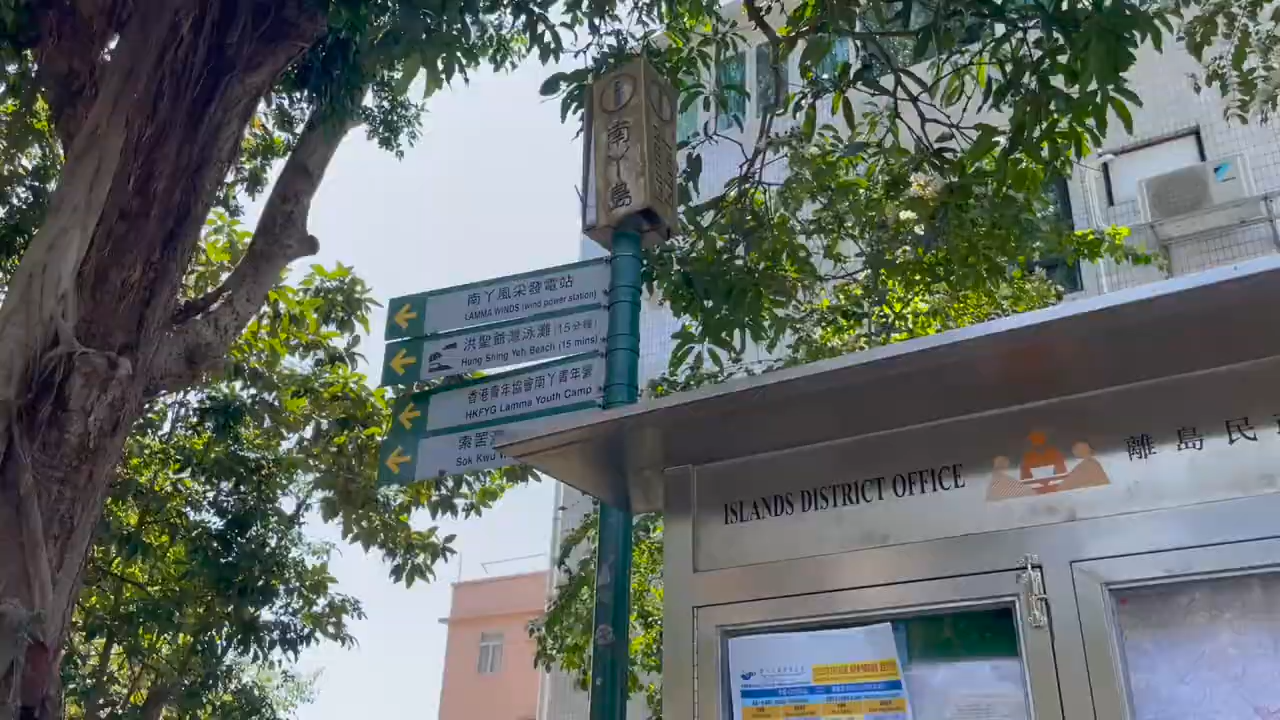 南丫島
南丫風采發電站
LAMMA WINDS (wind power station)
洪聖爺灣泳灘 (15分鐘)
Hung Shing Yeh Beach (15 mins)
香港青年協會南丫青年營
HKFYG Lamma Youth Camp
索罟
Sok Kwu
ISLANDS DISTRICT OFFICE
離島民